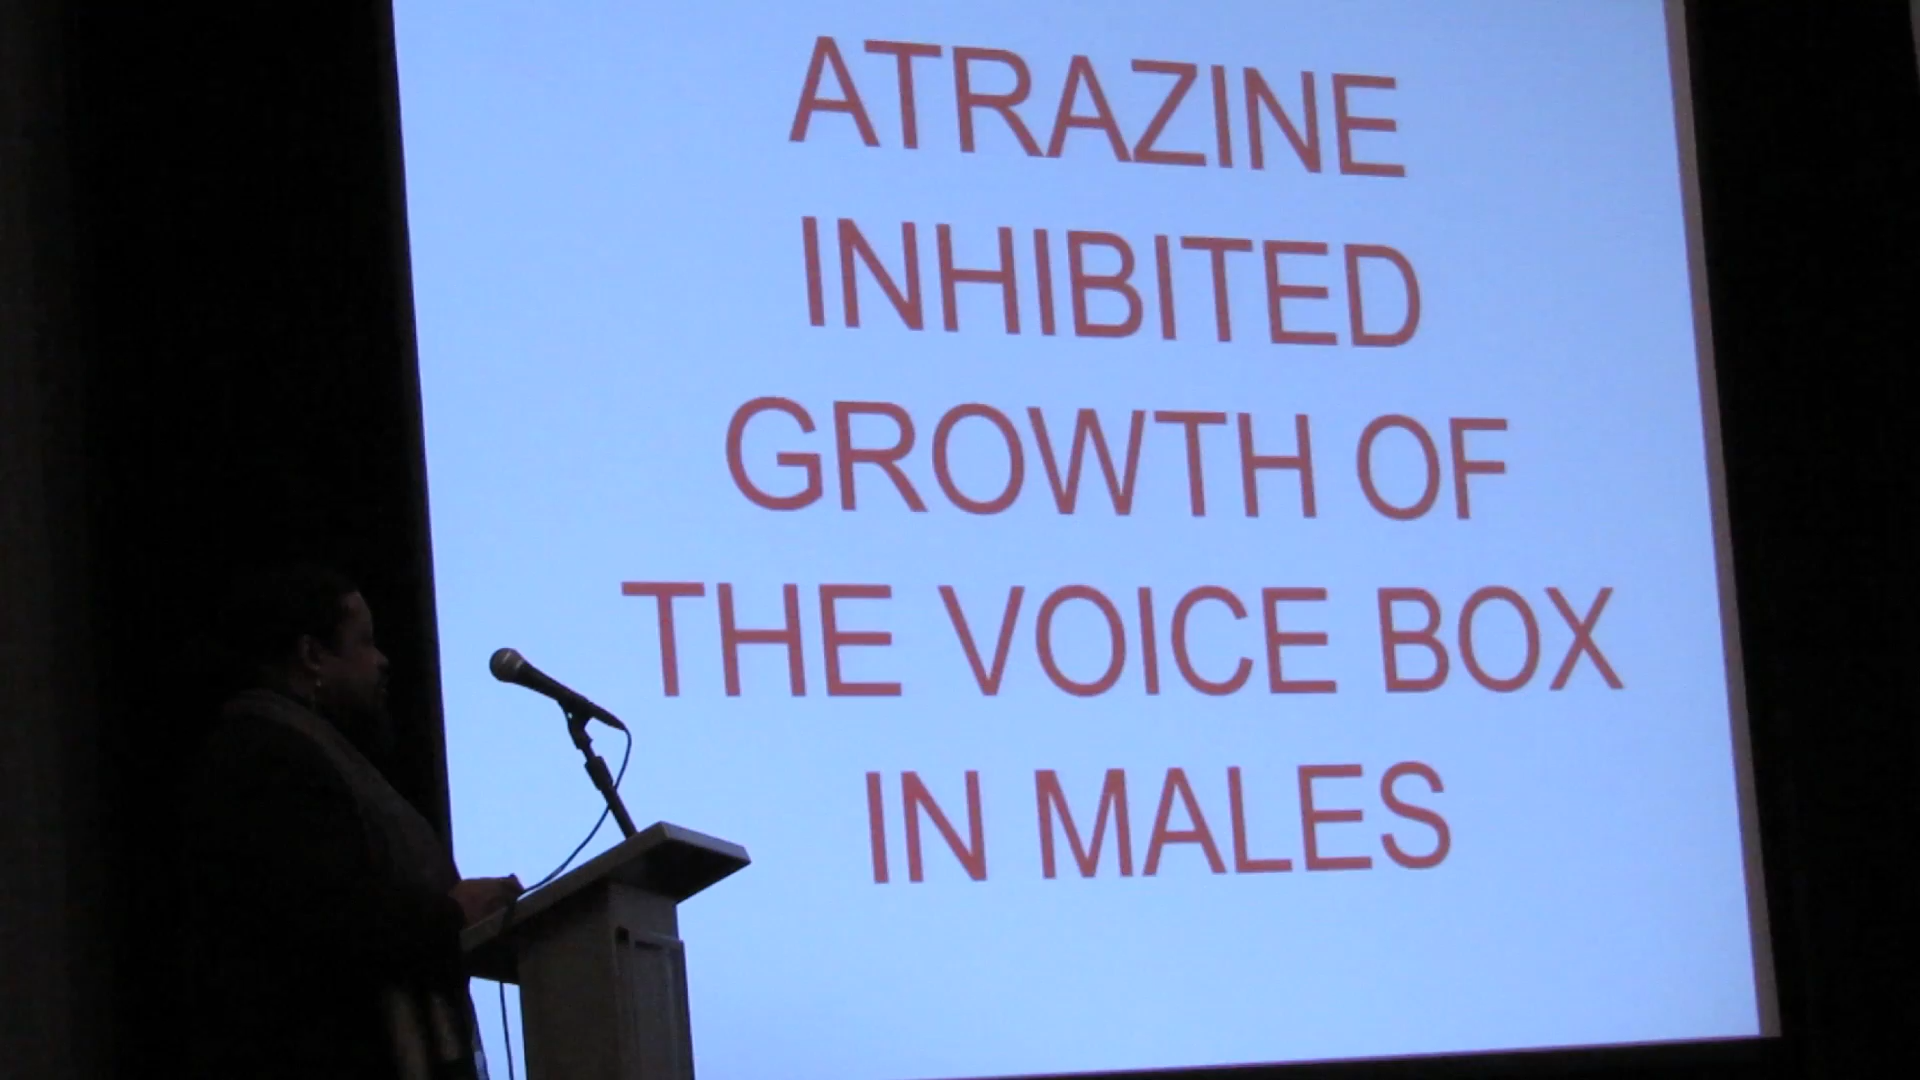 ATRAZINE
INHIBITED
GROWTH OF
THE VOICE BOX
IN MALES